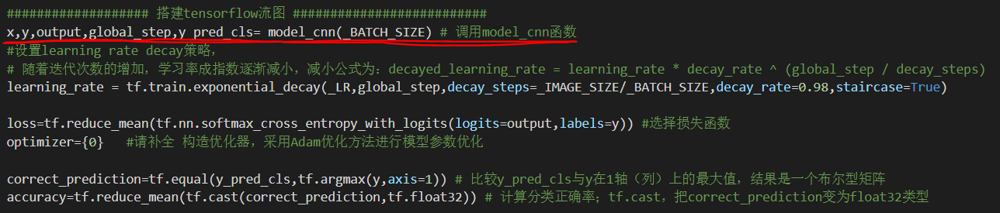 ################### 搭建tensorflow流图 #########################
x,y,output,global_step,y_pred_cls= model_cnn(_BATCH_SIZE) # 调用model_cnn函数
#设置learning rate decay策略，
# 随着迭代次数的增加，学习率成指数逐渐减小，减小公式为：decayed_learning_rate = learning_rate * decay_rate ^ (global_step / decay_steps)
learning_rate = tf.train.exponential_decay(_LR,global_step,decay_steps=_IMAGE_SIZE/_BATCH_SIZE,decay_rate=0.98,staircase=True)
loss=tf.reduce_mean(tf.nn.softmax_cross_entropy_with_logits(logits=output,labels=y)) #选择损失函数
optimizer={0} #请补全 构造优化器，采用Adam优化方法进行模型参数优化
correct_prediction=tf.equal(y_pred_cls,tf.argmax(y,axis=1)) # 比较y_pred_cls与y在1轴（列）上的最大值，结果是一个布尔型矩阵
accuracy=tf.reduce_mean(tf.cast(correct_prediction,tf.float32)) # 计算分类正确率；tf.cast，把correct_prediction变为float32类型